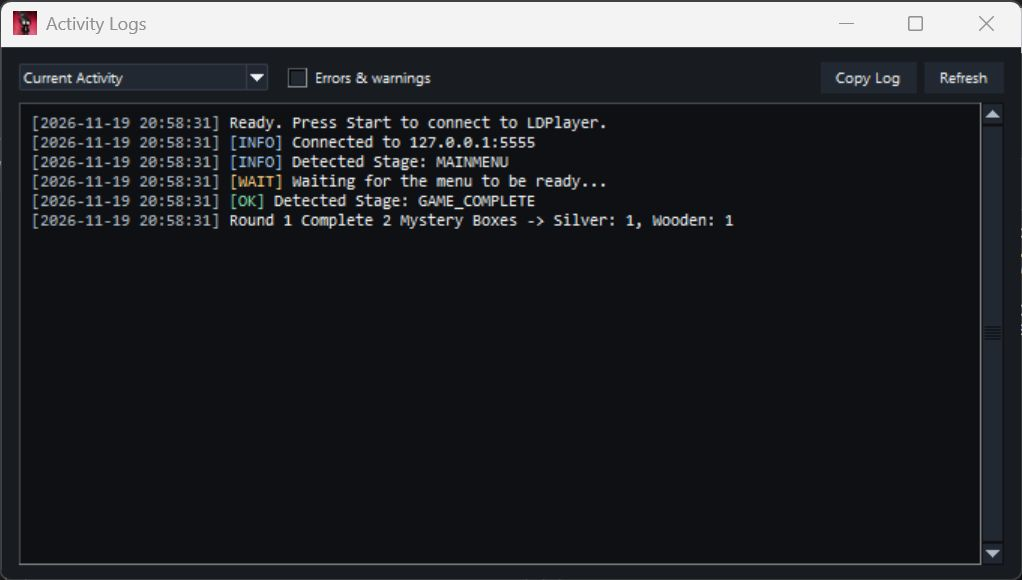 Activity Logs
Current Activity
Errors & warnings
Copy Log
Refresh
[2026-11-19 20:58:31] Ready. Press Start to connect to LDPlayer.
[2026-11-19 20:58:31] [INFO] Connected to 127.0.0.1:5555
[2026-11-19 20:58:31] [INFO] Detected Stage: MAINMENU
[2026-11-19 20:58:31] [WAIT] Waiting for the menu to be ready...
[2026-11-19 20:58:31] [OK] Detected Stage: GAME_COMPLETE
[2026-11-19 20:58:31] Round 1 Complete 2 Mystery Boxes -> Silver: 1, Wooden: 1